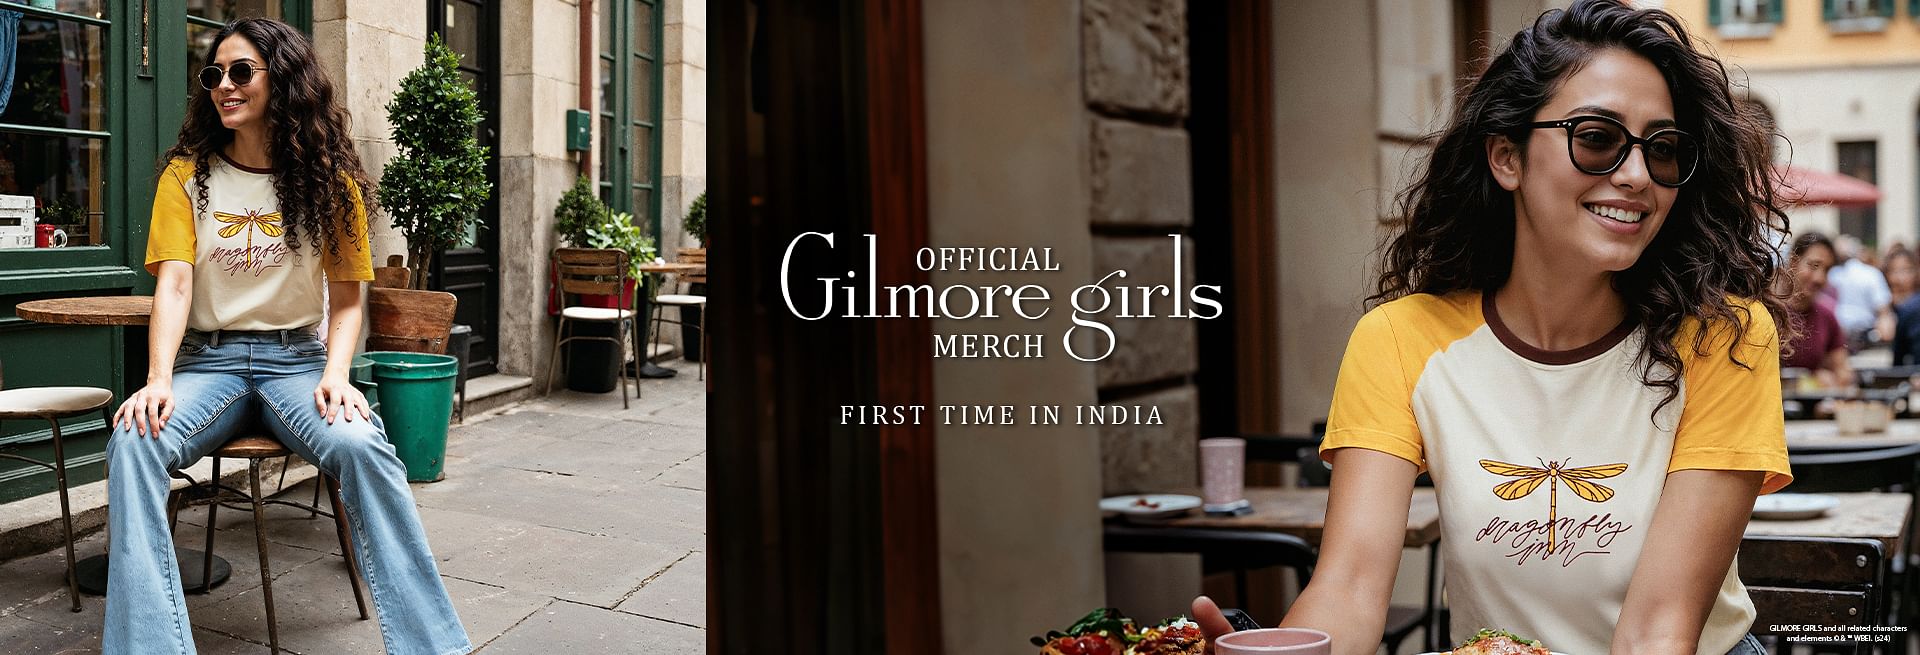 dragonfly
inn
OFFICIAL
Gilmore girls
MERCH
FIRST TIME IN INDIA
dragonfly
inn
GILMORE GIRLS and all related characters
and elements © & ™ WBEI. (s24)